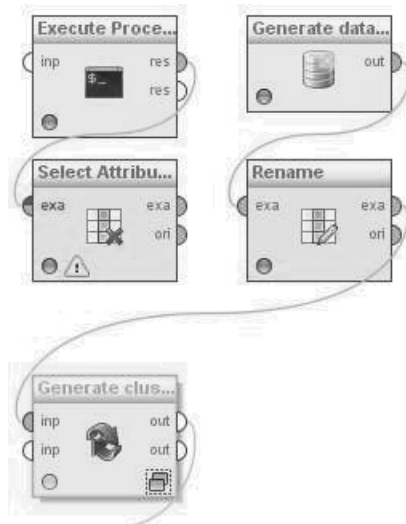 Execute Proce...
inp
res
res
$_
Generate data...
out
Select Attribu...
exa
exa
ori
!
Rename
exa
exa
ori
Generate clus...
inp
out
inp
out